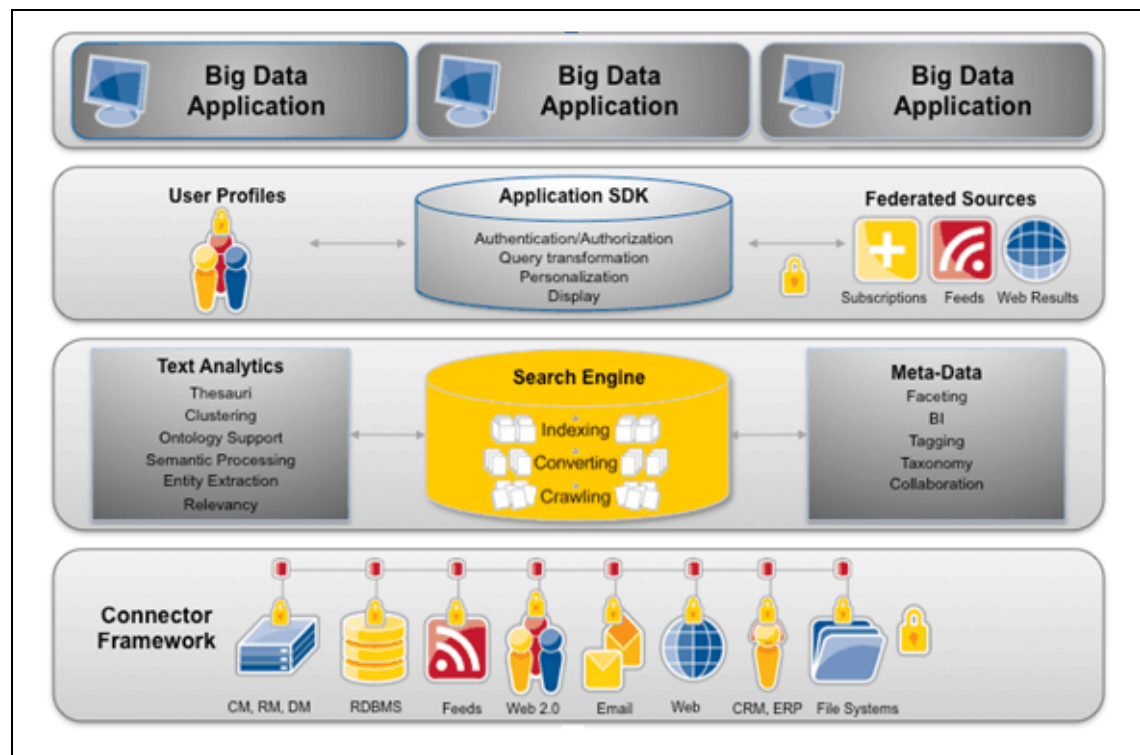 Big Data
Application
Big Data
Application
Big Data
Application
User Profiles
Application SDK
Authentication/Authorization
Query transformation
Personalization
Display
Federated Sources
Subscriptions
Feeds
Web Results
Text Analytics
Thesauri
Clustering
Ontology Support
Semantic Processing
Entity Extraction
Relevancy
Search Engine
Indexing
Converting
Crawling
Meta-Data
Faceting
BI
Tagging
Taxonomy
Collaboration
Connector
Framework
CM, RM, DM
RDBMS
Feeds
Web 2.0
Email
Web
CRM, ERP
File Systems